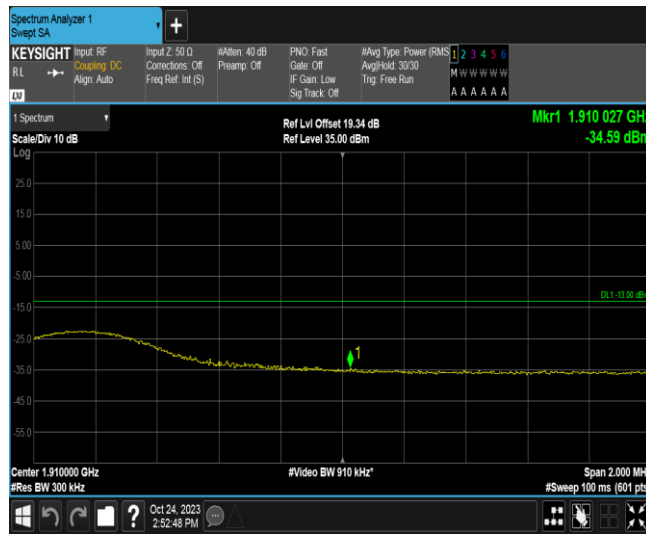 Spectrum Analyzer 1
Swept SA
+
KEYSIGHT
RL
LXI
Input: RF
Coupling: DC
Align: Auto
Input Z: 50 Ω
Corrections: Off
Freq Ref: Int (S)
#Atten: 40 dB
Preamp: Off
PNO: Fast
Gate: Off
IF Gain: Low
Sig Track: Off
#Avg Type: Power (RMS
Avg|Hold: 30/30
Trig: Free Run
1 2 3 4 5 6
M W W W W W
A A A A A A
1 Spectrum
Scale/Div 10 dB
Log
Ref Lvl Offset 19.34 dB
Ref Level 35.00 dBm
Mkr1 1.910 027 GHz
-34.59 dBm
25.0
15.0
5.00
-5.00
-15.0
-25.0
-35.0
-45.0
-55.0
DL1 -13.00 dBm
1
Center 1.910000 GHz
#Res BW 300 kHz
#Video BW 910 kHz*
Span 2.000 MH
#Sweep 100 ms (601 pts
?
Oct 24, 2023
2:52:48 PM